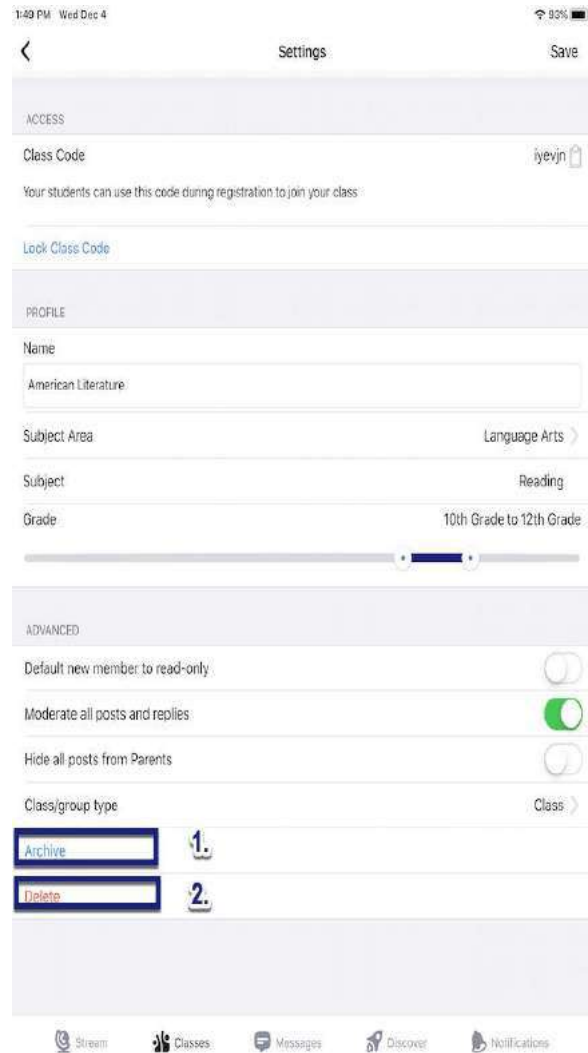 1:49 PM Wed Dec 4 93%
Settings Save
ACCESS
Class Code iyevjn
Your students can use this code during registration to join your class
Lock Class Code
PROFILE
Name
American Literature
Subject Area Language Arts
Subject Reading
Grade 10th Grade to 12th Grade
ADVANCED
Default new member to read-only
Moderate all posts and replies
Hide all posts from Parents
Class/group type Class
Archive 1.
Delete 2.
Stream Classes Messages Discover Notifications